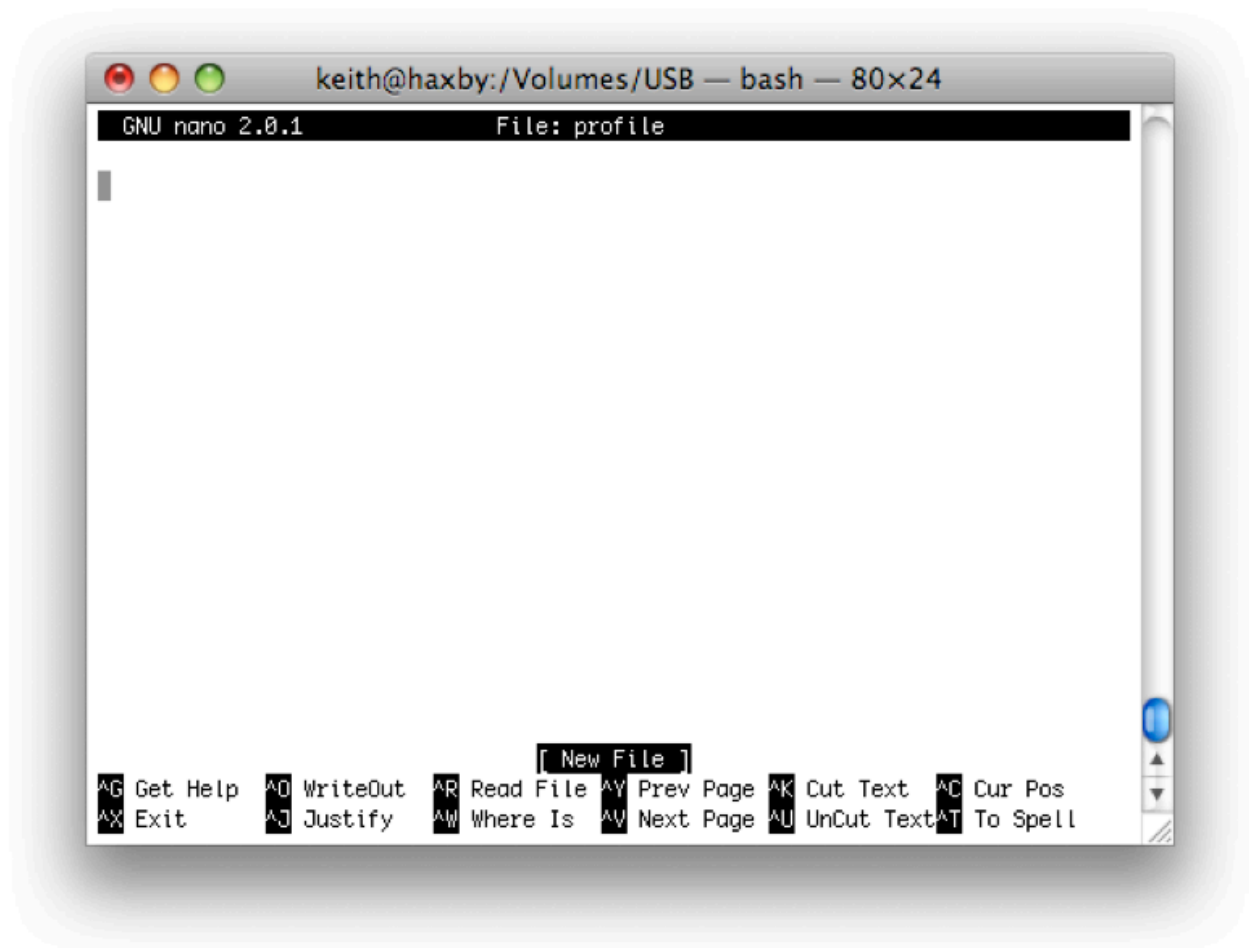 keith@haxby:/Volumes/USB — bash — 80×24
GNU nano 2.0.1 File: profile
[ New File ]
^G Get Help ^O WriteOut ^R Read File ^Y Prev Page ^K Cut Text ^C Cur Pos
^X Exit ^J Justify ^W Where Is ^V Next Page ^U UnCut Text ^T To Spell